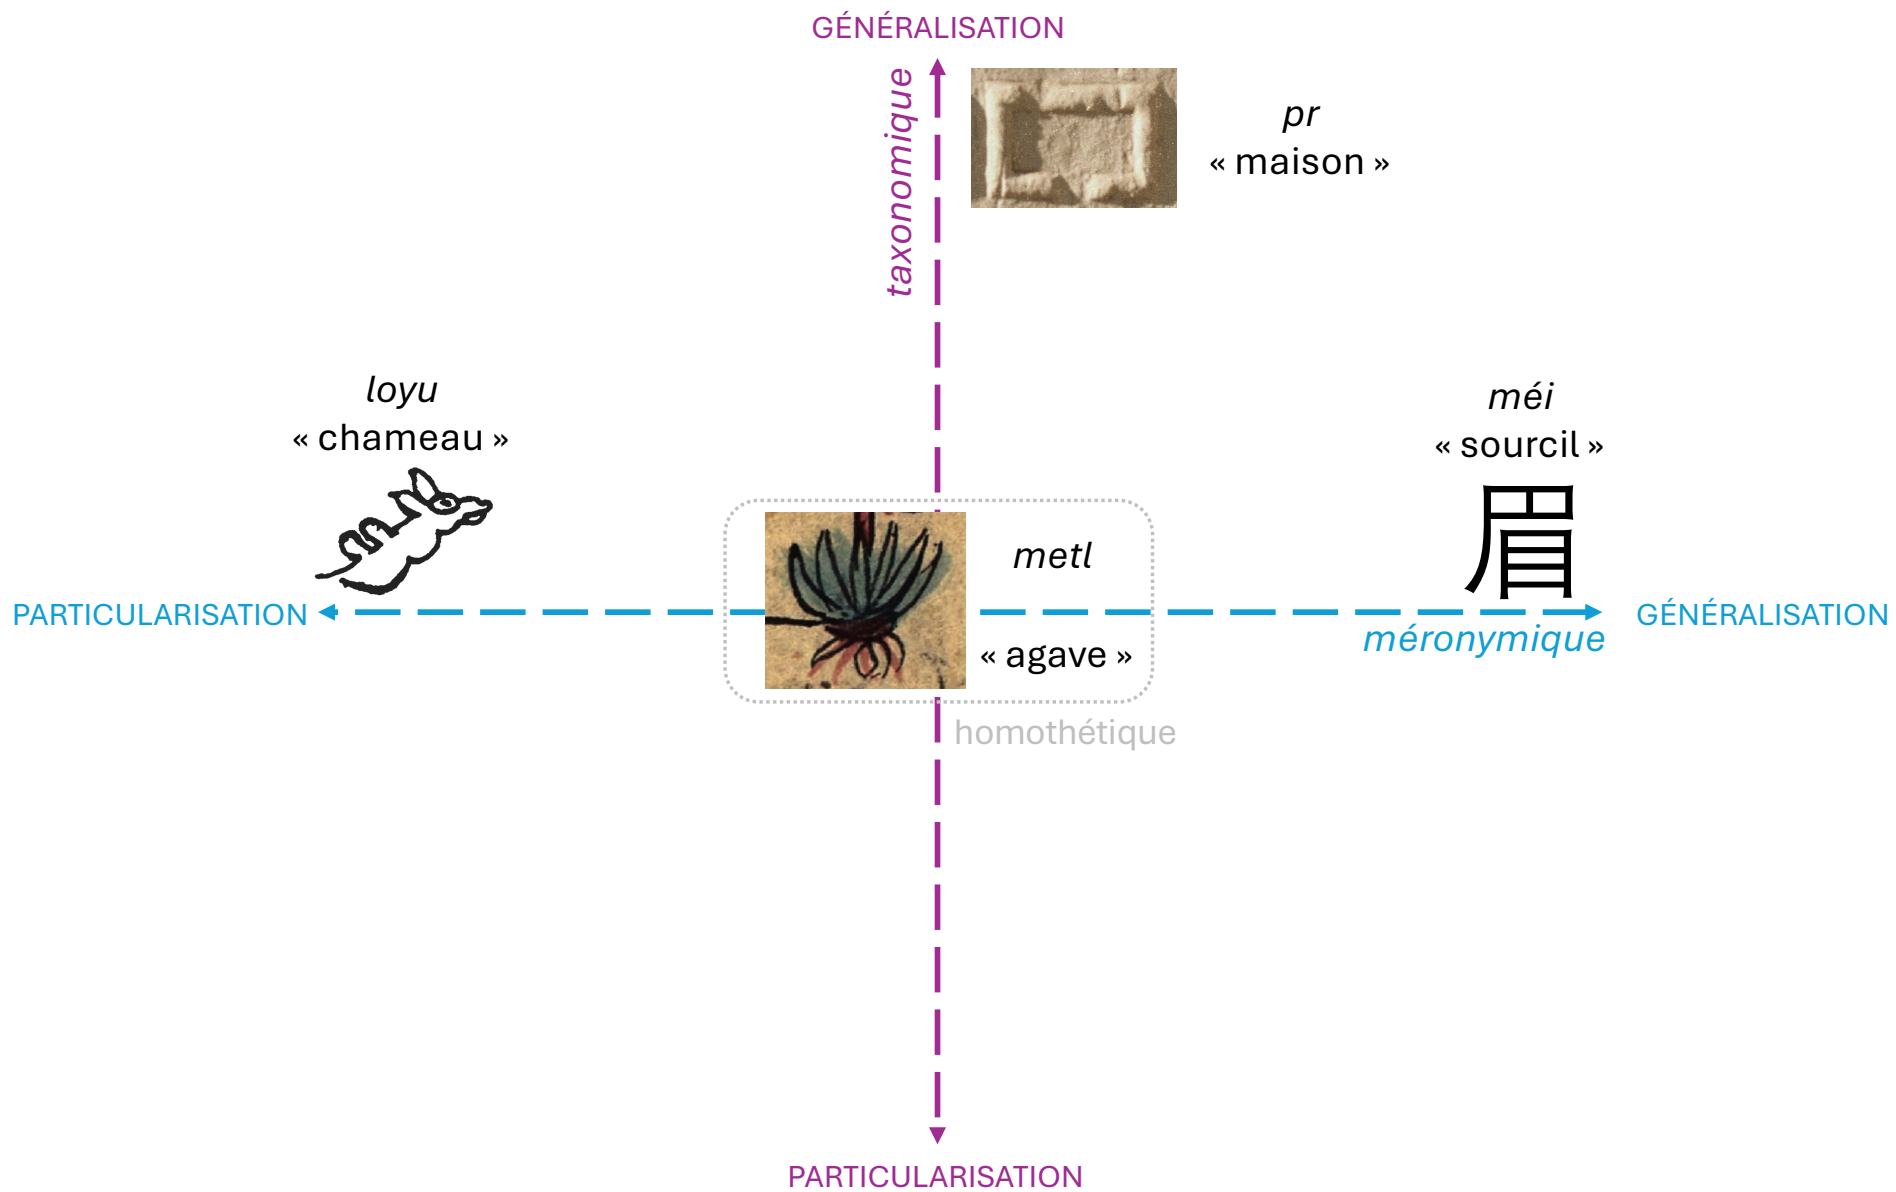 GÉNÉRALISATION
taxonomique
pr
« maison »
loyu
« chameau »
méi
« sourcil »
眉
metl
PARTICULARISATION
GÉNÉRALISATION
méronymique
« agave »
homothétique
PARTICULARISATION